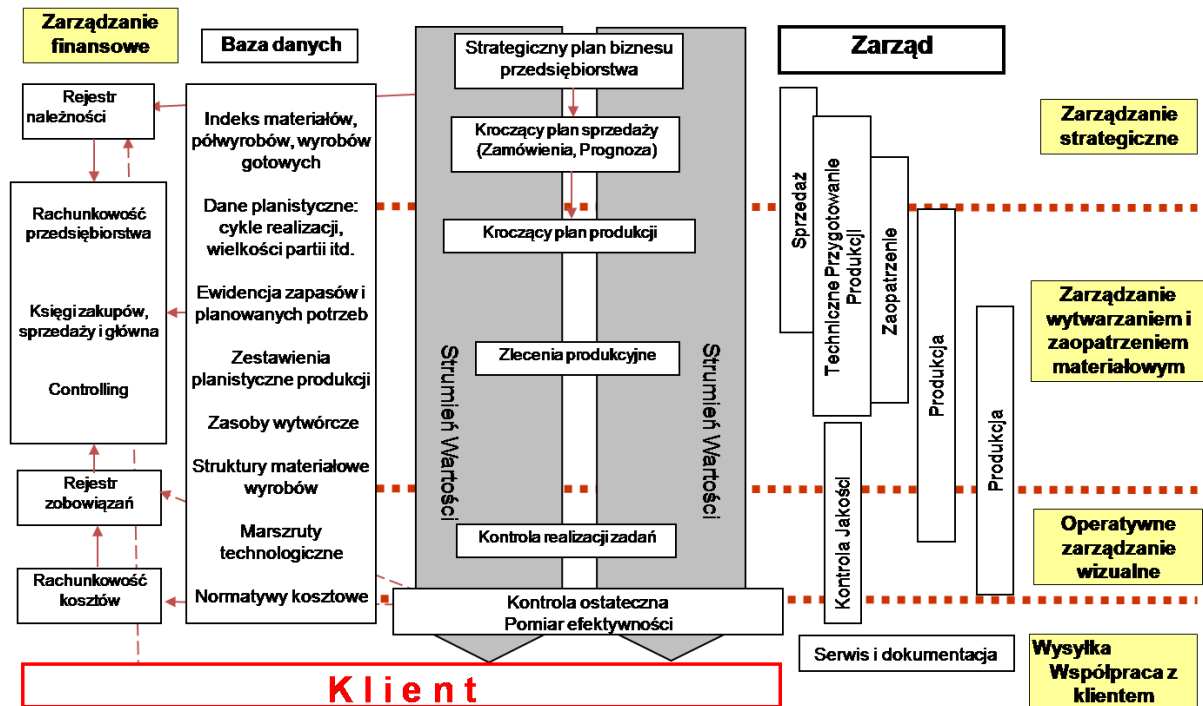 Zarządzanie
finansowe
Baza danych
Rejestr
należności
Rachunkowość
przedsiębiorstwa
Księgi zakupów,
sprzedaży i główna
Controlling
Rejestr
zobowiązań
Rachunkowość
kosztów
Indeks materiałów,
półwyrobów, wyrobów
gotowych
Dane planistyczne:
cykle realizacji,
wielkości partii itd.
Ewidencja zapasów i
planowanych potrzeb
Zestawienia
planistyczne produkcji
Zasoby wytwórcze
Struktury materiałowe
wyrobów
Marszruty
technologiczne
Normatywy kosztowe
Strategiczny plan biznesu
przedsiębiorstwa
Kroczący plan sprzedaży
(Zamówienia, Prognoza)
Kroczący plan produkcji
Zlecenia produkcyjne
Strumień Wartości
Strumień Wartości
Kontrola realizacji zadań
Kontrola ostateczna
Pomiar efektywności
Klient
Zarząd
Sprzedaż
Techniczne Przygotowanie
Produkcji
Zaopatrzenie
Produkcja
Produkcja
Kontrola Jakości
Serwis i dokumentacja
Zarządzanie
strategiczne
Zarządzanie
wytwarzaniem i
zaopatrzeniem
materiałowym
Operatywne
zarządzanie
wizualne
Wysyłka
Współpraca z
klientem